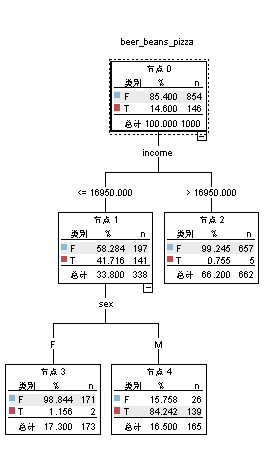 beer_beans_pizza
节点 0
类别 % n
F 85.400 854
T 14.600 146
总计 100.000 1000
income
<= 16950.000 > 16950.000
节点 1
类别 % n
F 58.284 197
T 41.716 141
总计 33.800 338
节点 2
类别 % n
F 99.245 657
T 0.755 5
总计 66.200 662
sex
F M
节点 3
类别 % n
F 98.844 171
T 1.156 2
总计 17.300 173
节点 4
类别 % n
F 15.758 26
T 84.242 139
总计 16.500 165